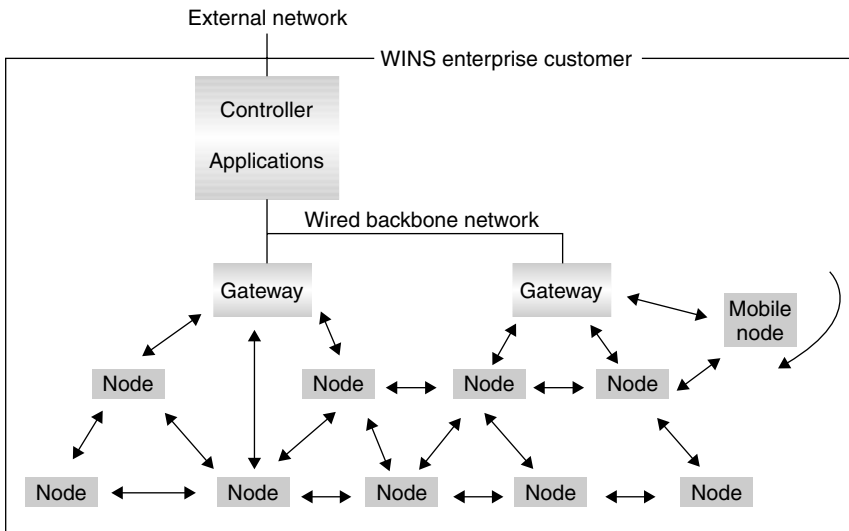 External network
WINS enterprise customer
Controller
Applications
Wired backbone network
Gateway
Gateway
Mobile
node
Node
Node
Node
Node
Node
Node
Node
Node
Node